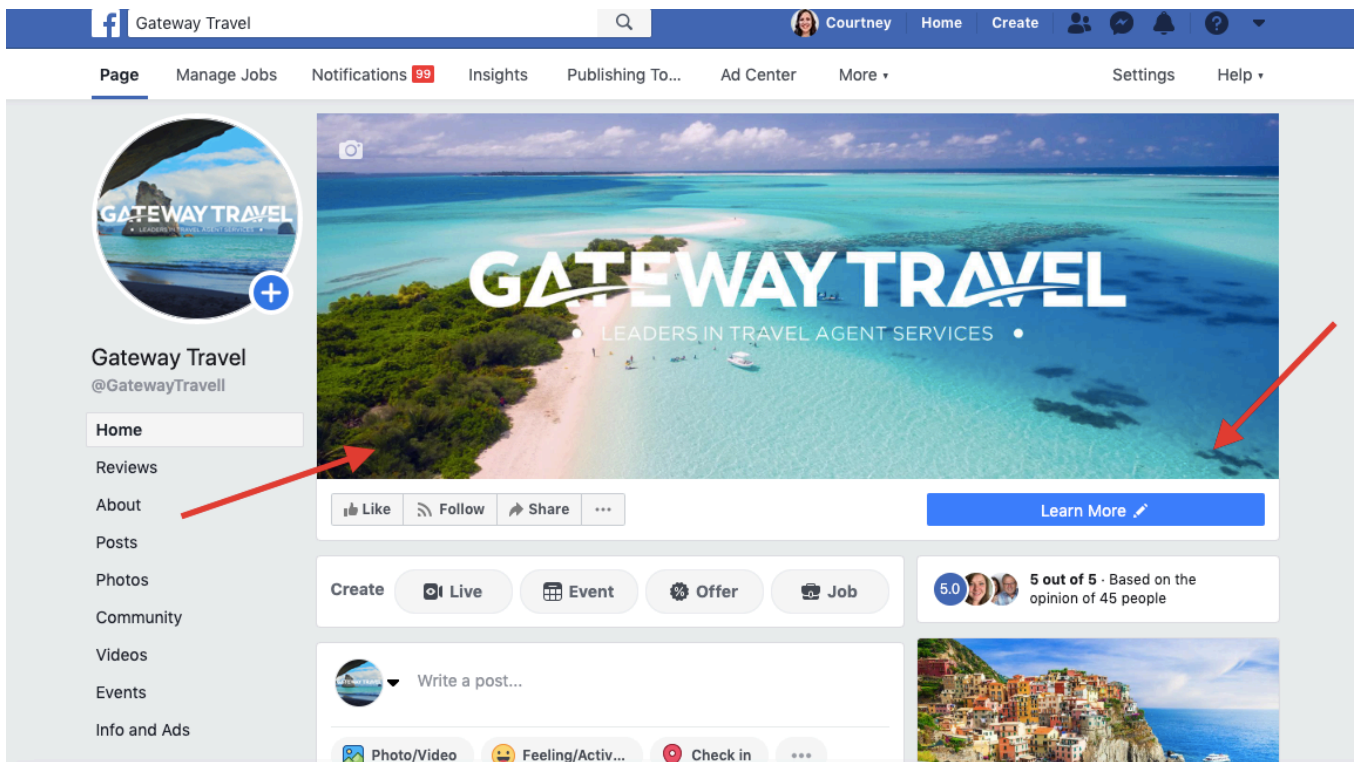 Gateway Travel
Courtney Home Create
Page Manage Jobs Notifications 99 Insights Publishing To... Ad Center More Settings Help
GATEWAY TRAVEL
• LEADERS IN TRAVEL AGENT SERVICES •
GATEWAY TRAVEL
• LEADERS IN TRAVEL AGENT SERVICES •
Gateway Travel
@GatewayTravell
Home
Reviews
About
Posts
Photos
Community
Videos
Events
Info and Ads
Like Follow Share ...
Learn More
Create Live Event Offer Job
5.0 5 out of 5 · Based on the
opinion of 45 people
Write a post...
Photo/Video Feeling/Activ... Check in ...